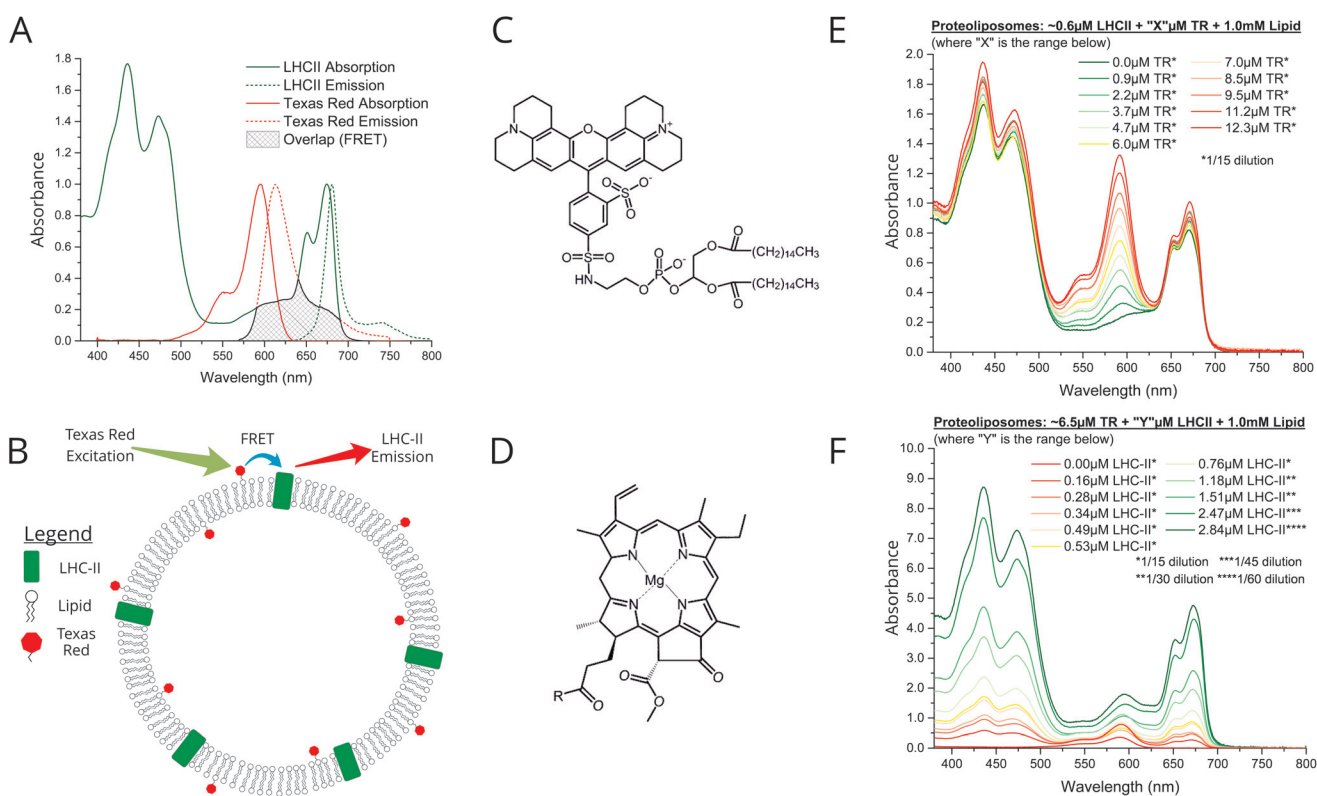 A
Absorbance
1.8
1.6
1.4
1.2
1.0
0.8
0.6
0.4
0.2
0.0
400 450 500 550 600 650 700 750 800
Wavelength (nm)
LHCII Absorption
LHCII Emission
Texas Red Absorption
Texas Red Emission
Overlap (FRET)
B
Texas Red
Excitation
FRET
LHC-II
Emission
Legend
LHC-II
Lipid
Texas
Red
C
N
O
N+
O
S
O-
O
O S O
HN
O
O
P
O-
O
O
O
(CH2)14CH3
O
O
(CH2)14CH3
D
N
N
Mg
N
N
R
O
O
O
O
E
Proteoliposomes: ~0.6µM LHCII + "X"µM TR + 1.0mM Lipid
(where "X" is the range below)
Absorbance
2.0
1.8
1.6
1.4
1.2
1.0
0.8
0.6
0.4
0.2
0.0
400 450 500 550 600 650 700 750 800
Wavelength (nm)
0.0µM TR*
0.9µM TR*
2.2µM TR*
3.7µM TR*
4.7µM TR*
6.0µM TR*
7.0µM TR*
8.5µM TR*
9.5µM TR*
11.2µM TR*
12.3µM TR*
*1/15 dilution
F
Proteoliposomes: ~6.5µM TR + "Y"µM LHCII + 1.0mM Lipid
(where "Y" is the range below)
Absorbance
10.0
9.0
8.0
7.0
6.0
5.0
4.0
3.0
2.0
1.0
0.0
400 450 500 550 600 650 700 750 800
Wavelength (nm)
0.00µM LHC-II*
0.16µM LHC-II*
0.28µM LHC-II*
0.34µM LHC-II*
0.49µM LHC-II*
0.53µM LHC-II*
0.76µM LHC-II*
1.18µM LHC-II**
1.51µM LHC-II**
2.47µM LHC-II***
2.84µM LHC-II****
*1/15 dilution ***1/45 dilution
**1/30 dilution ****1/60 dilution